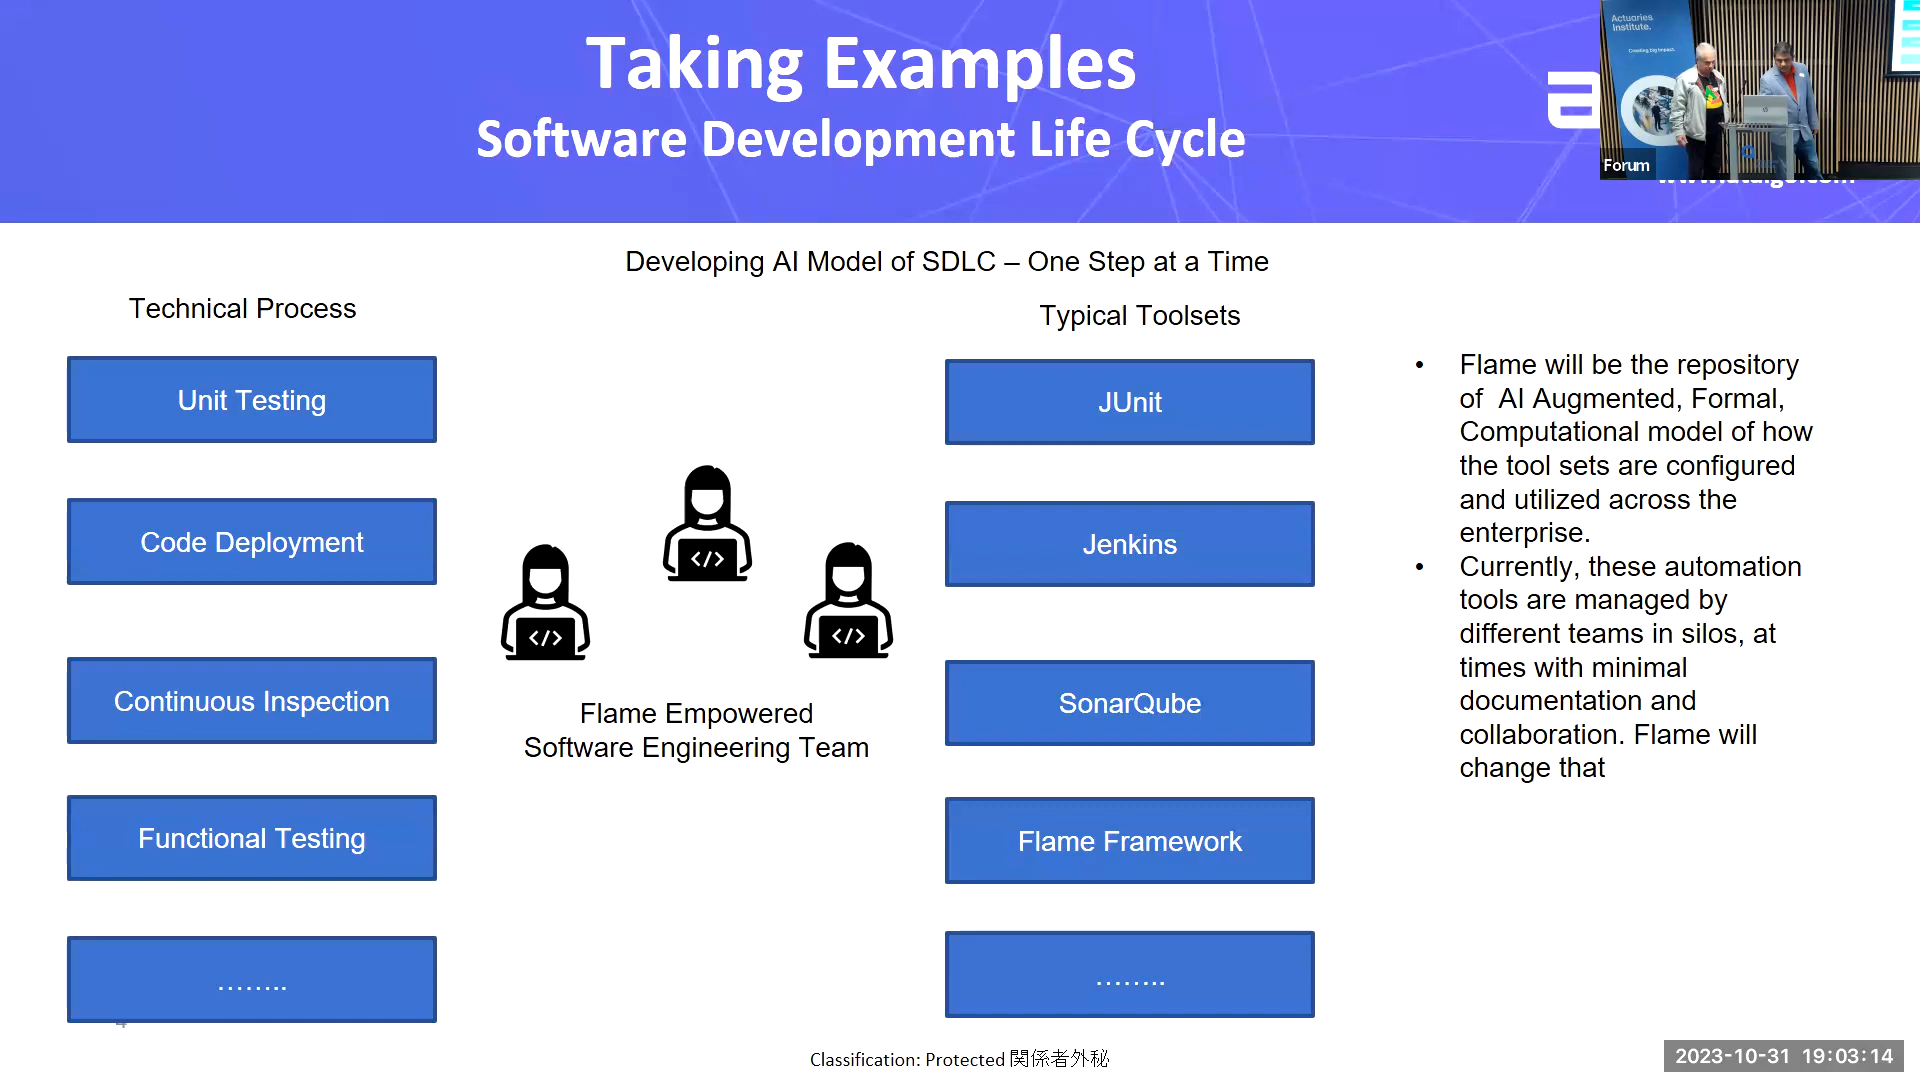 Taking Examples
Software Development Life Cycle
Actuaries
Institute.
Creating big impact.
Forum
Developing AI Model of SDLC – One Step at a Time
Technical Process
Unit Testing
Code Deployment
Continuous Inspection
Functional Testing
……..
Flame Empowered
Software Engineering Team
Typical Toolsets
JUnit
Jenkins
SonarQube
Flame Framework
……..
• Flame will be the repository
of  AI Augmented, Formal,
Computational model of how
the tool sets are configured
and utilized across the
enterprise.
• Currently, these automation
tools are managed by
different teams in silos, at
times with minimal
documentation and
collaboration. Flame will
change that
Classification: Protected 関係者外秘
2023-10-31 19:03:14